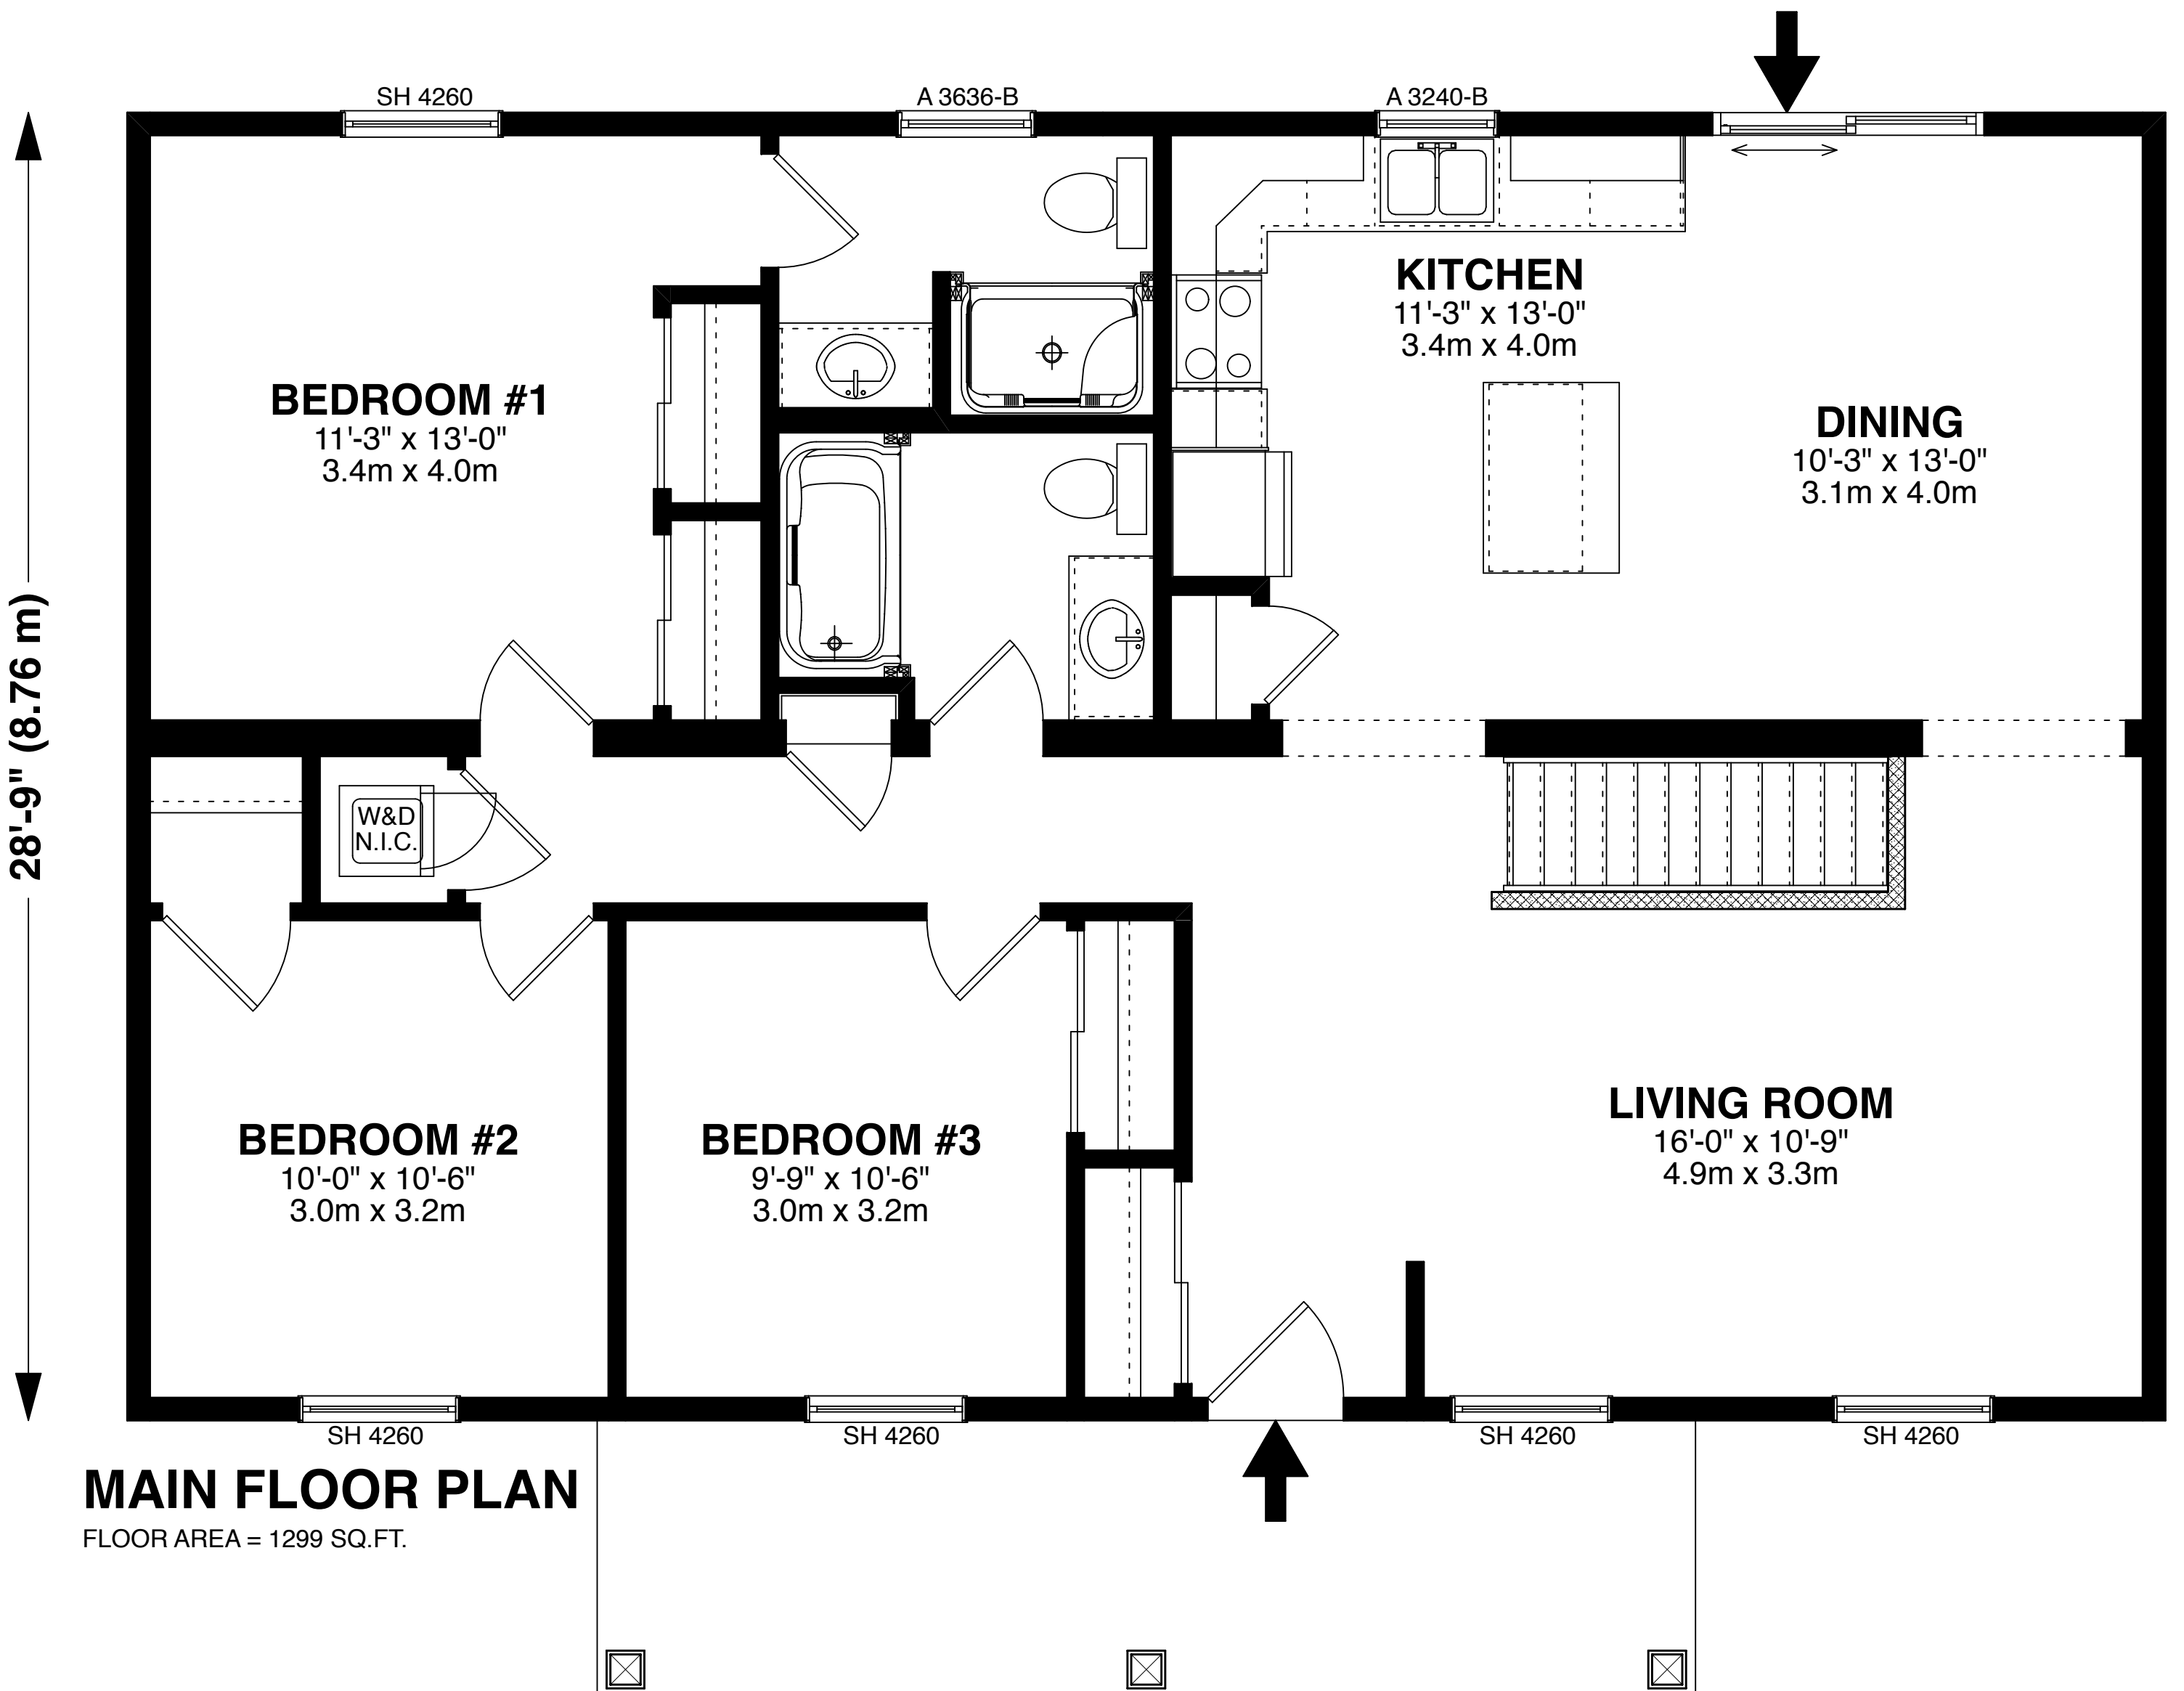 SH 4260
A 3636-B
A 3240-B
KITCHEN
11'-3" x 13'-0"
3.4m x 4.0m
BEDROOM #1
11'-3" x 13'-0"
3.4m x 4.0m
DINING
10'-3" x 13'-0"
3.1m x 4.0m
28'-9" (8.76 m)
W&D
N.I.C.
BEDROOM #2
10'-0" x 10'-6"
3.0m x 3.2m
BEDROOM #3
9'-9" x 10'-6"
3.0m x 3.2m
LIVING ROOM
16'-0" x 10'-9"
4.9m x 3.3m
SH 4260
SH 4260
SH 4260
SH 4260
MAIN FLOOR PLAN
FLOOR AREA = 1299 SQ.FT.